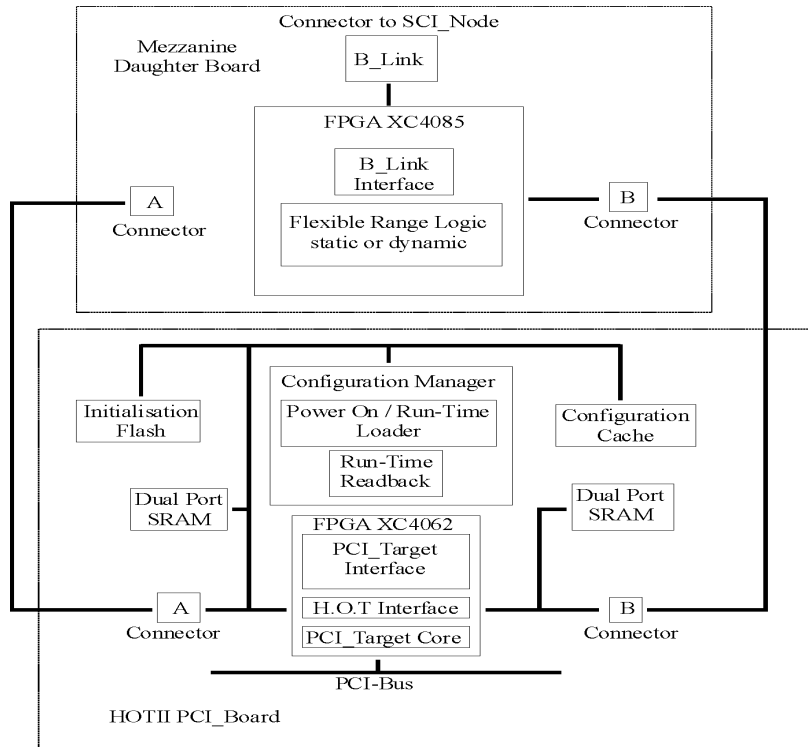 Connector to SCI_Node
Mezzanine
Daughter Board
B_Link
FPGA XC4085
B_Link
Interface
A
Connector
Flexible Range Logic
static or dynamic
B
Connector
Configuration Manager
Initialisation
Flash
Power On / Run-Time
Loader
Configuration
Cache
Run-Time
Readback
Dual Port
SRAM
Dual Port
SRAM
FPGA XC4062
PCI_Target
Interface
A
Connector
H.O.T Interface
B
Connector
PCI_Target Core
PCI-Bus
HOTII PCI_Board